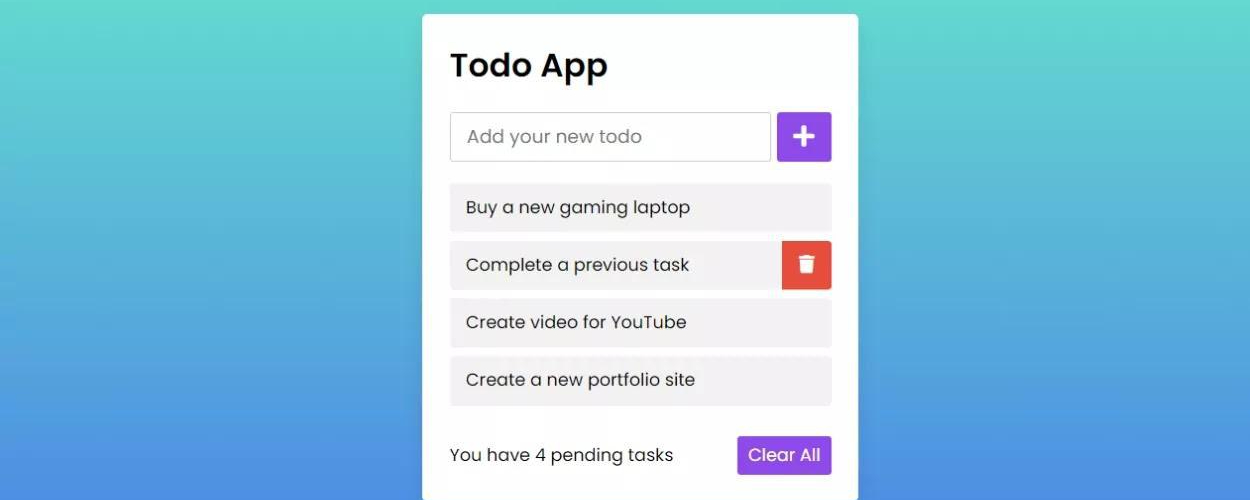 Todo App
Add your new todo
Buy a new gaming laptop
Complete a previous task
Create video for YouTube
Create a new portfolio site
You have 4 pending tasks Clear All